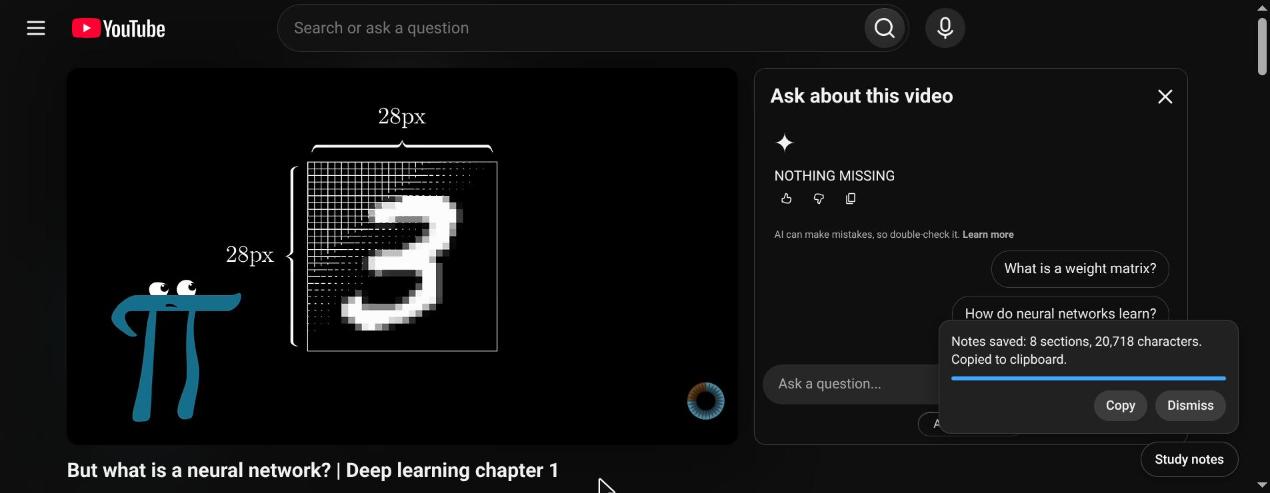 YouTube
Search or ask a question
28px
28px
But what is a neural network? | Deep learning chapter 1
Ask about this video
NOTHING MISSING
AI can make mistakes, so double-check it. Learn more
What is a weight matrix?
How do neural networks learn?
Ask a question...
Notes saved: 8 sections, 20,718 characters.
Copied to clipboard.
Copy
Dismiss
Study notes